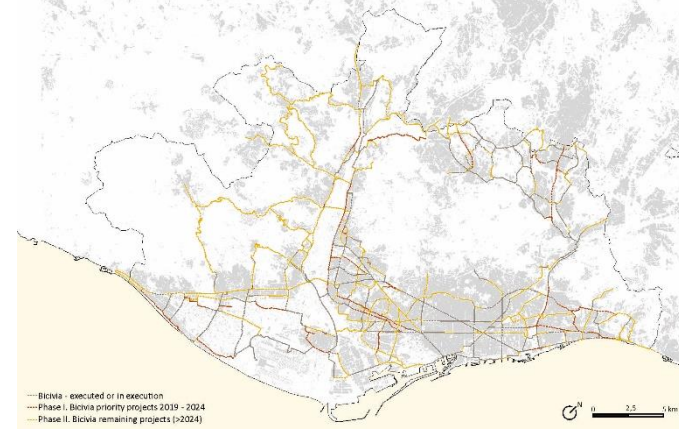 Bicivia - executed or in execution
Phase I. Bicivia priority projects 2019 - 2024
Phase II. Bicivia remaining projects (>2024)
N
0 2,5 5 km